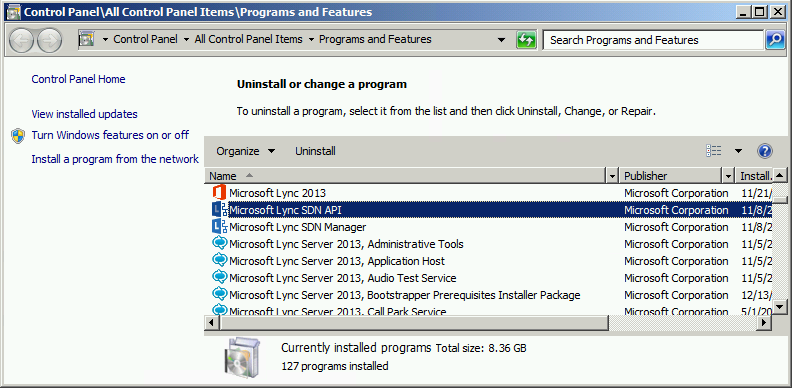 Control Panel\All Control Panel Items\Programs and Features
Control Panel All Control Panel Items Programs and Features Search Programs and Features
Control Panel Home
View installed updates
Turn Windows features on or off
Install a program from the network
Uninstall or change a program
To uninstall a program, select it from the list and then click Uninstall, Change, or Repair.
Organize Uninstall
Name Publisher Install...
Microsoft Lync 2013 Microsoft Corporation 11/21/
Microsoft Lync SDN API Microsoft Corporation 11/8/2
Microsoft Lync SDN Manager Microsoft Corporation 11/8/2
Microsoft Lync Server 2013, Administrative Tools Microsoft Corporation 11/5/2
Microsoft Lync Server 2013, Application Host Microsoft Corporation 11/5/2
Microsoft Lync Server 2013, Audio Test Service Microsoft Corporation 11/5/2
Microsoft Lync Server 2013, Bootstrapper Prerequisites Installer Package Microsoft Corporation 12/13/
Microsoft Lync Server 2013, Call Park Service Microsoft Corporation 5/1/20
Currently installed programs Total size: 8.36 GB
127 programs installed